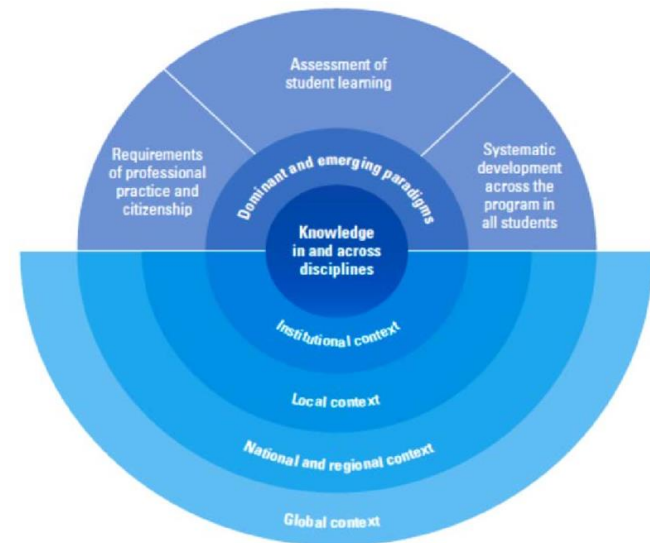 Assessment of
student learning
Requirements
of professional
practice and
citizenship
Dominant and emerging paradigms
Systematic
development
across the
program in
all students
Knowledge
in and across
disciplines
Institutional context
Local context
National and regional context
Global context